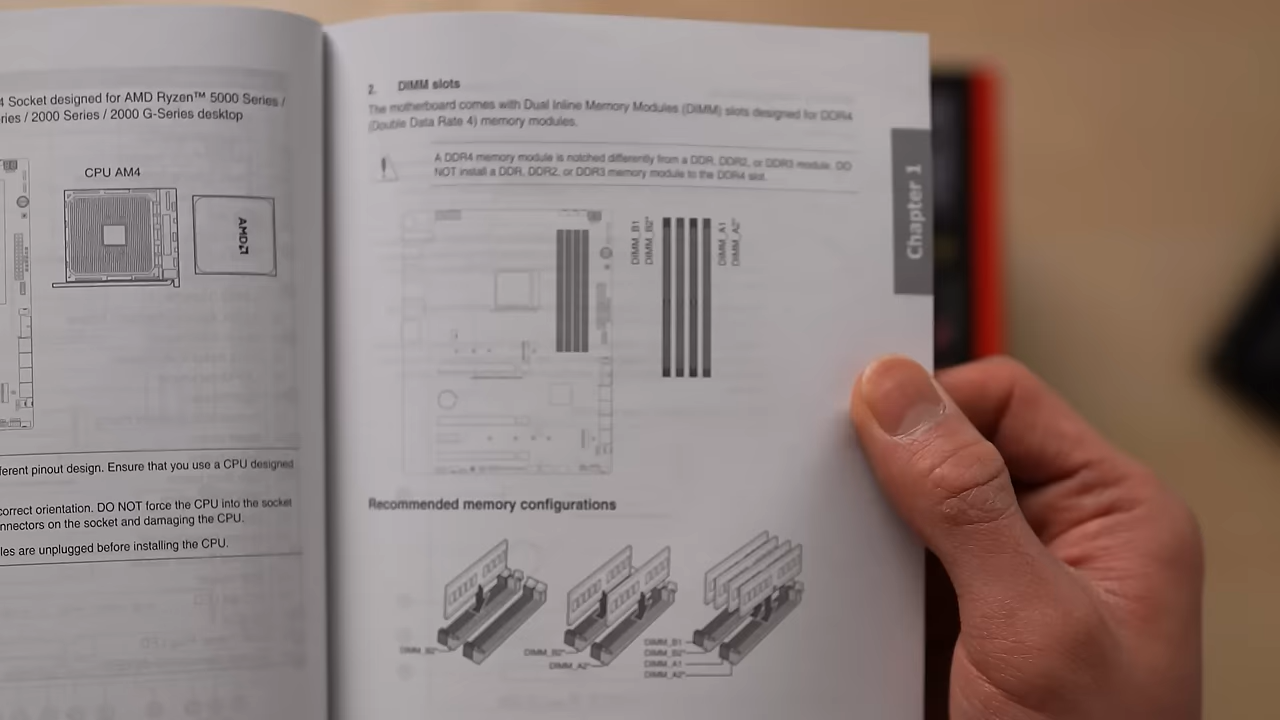 4 Socket designed for AMD Ryzen™ 5000 Series /
ries / 2000 Series / 2000 G-Series desktop
CPU AM4
AMD
ferent pinout design. Ensure that you use a CPU designed
correct orientation. DO NOT force the CPU into the socket
nnectors on the socket and damaging the CPU.
les are unplugged before installing the CPU.
2. DIMM slots
The motherboard comes with Dual Inline Memory Modules (DIMM) slots designed for DDR4
(Double Data Rate 4) memory modules.
A DDR4 memory module is notched differently from a DDR, DDR2, or DDR3 module. DO
NOT install a DDR, DDR2, or DDR3 memory module to the DDR4 slot.
DIMM_B1
DIMM_B2*
DIMM_A1
DIMM_A2*
Chapter 1
Recommended memory configurations
DIMM_B2*
DIMM_B2*
DIMM_A2*
DIMM_B1
DIMM_B2*
DIMM_A1
DIMM_A2*